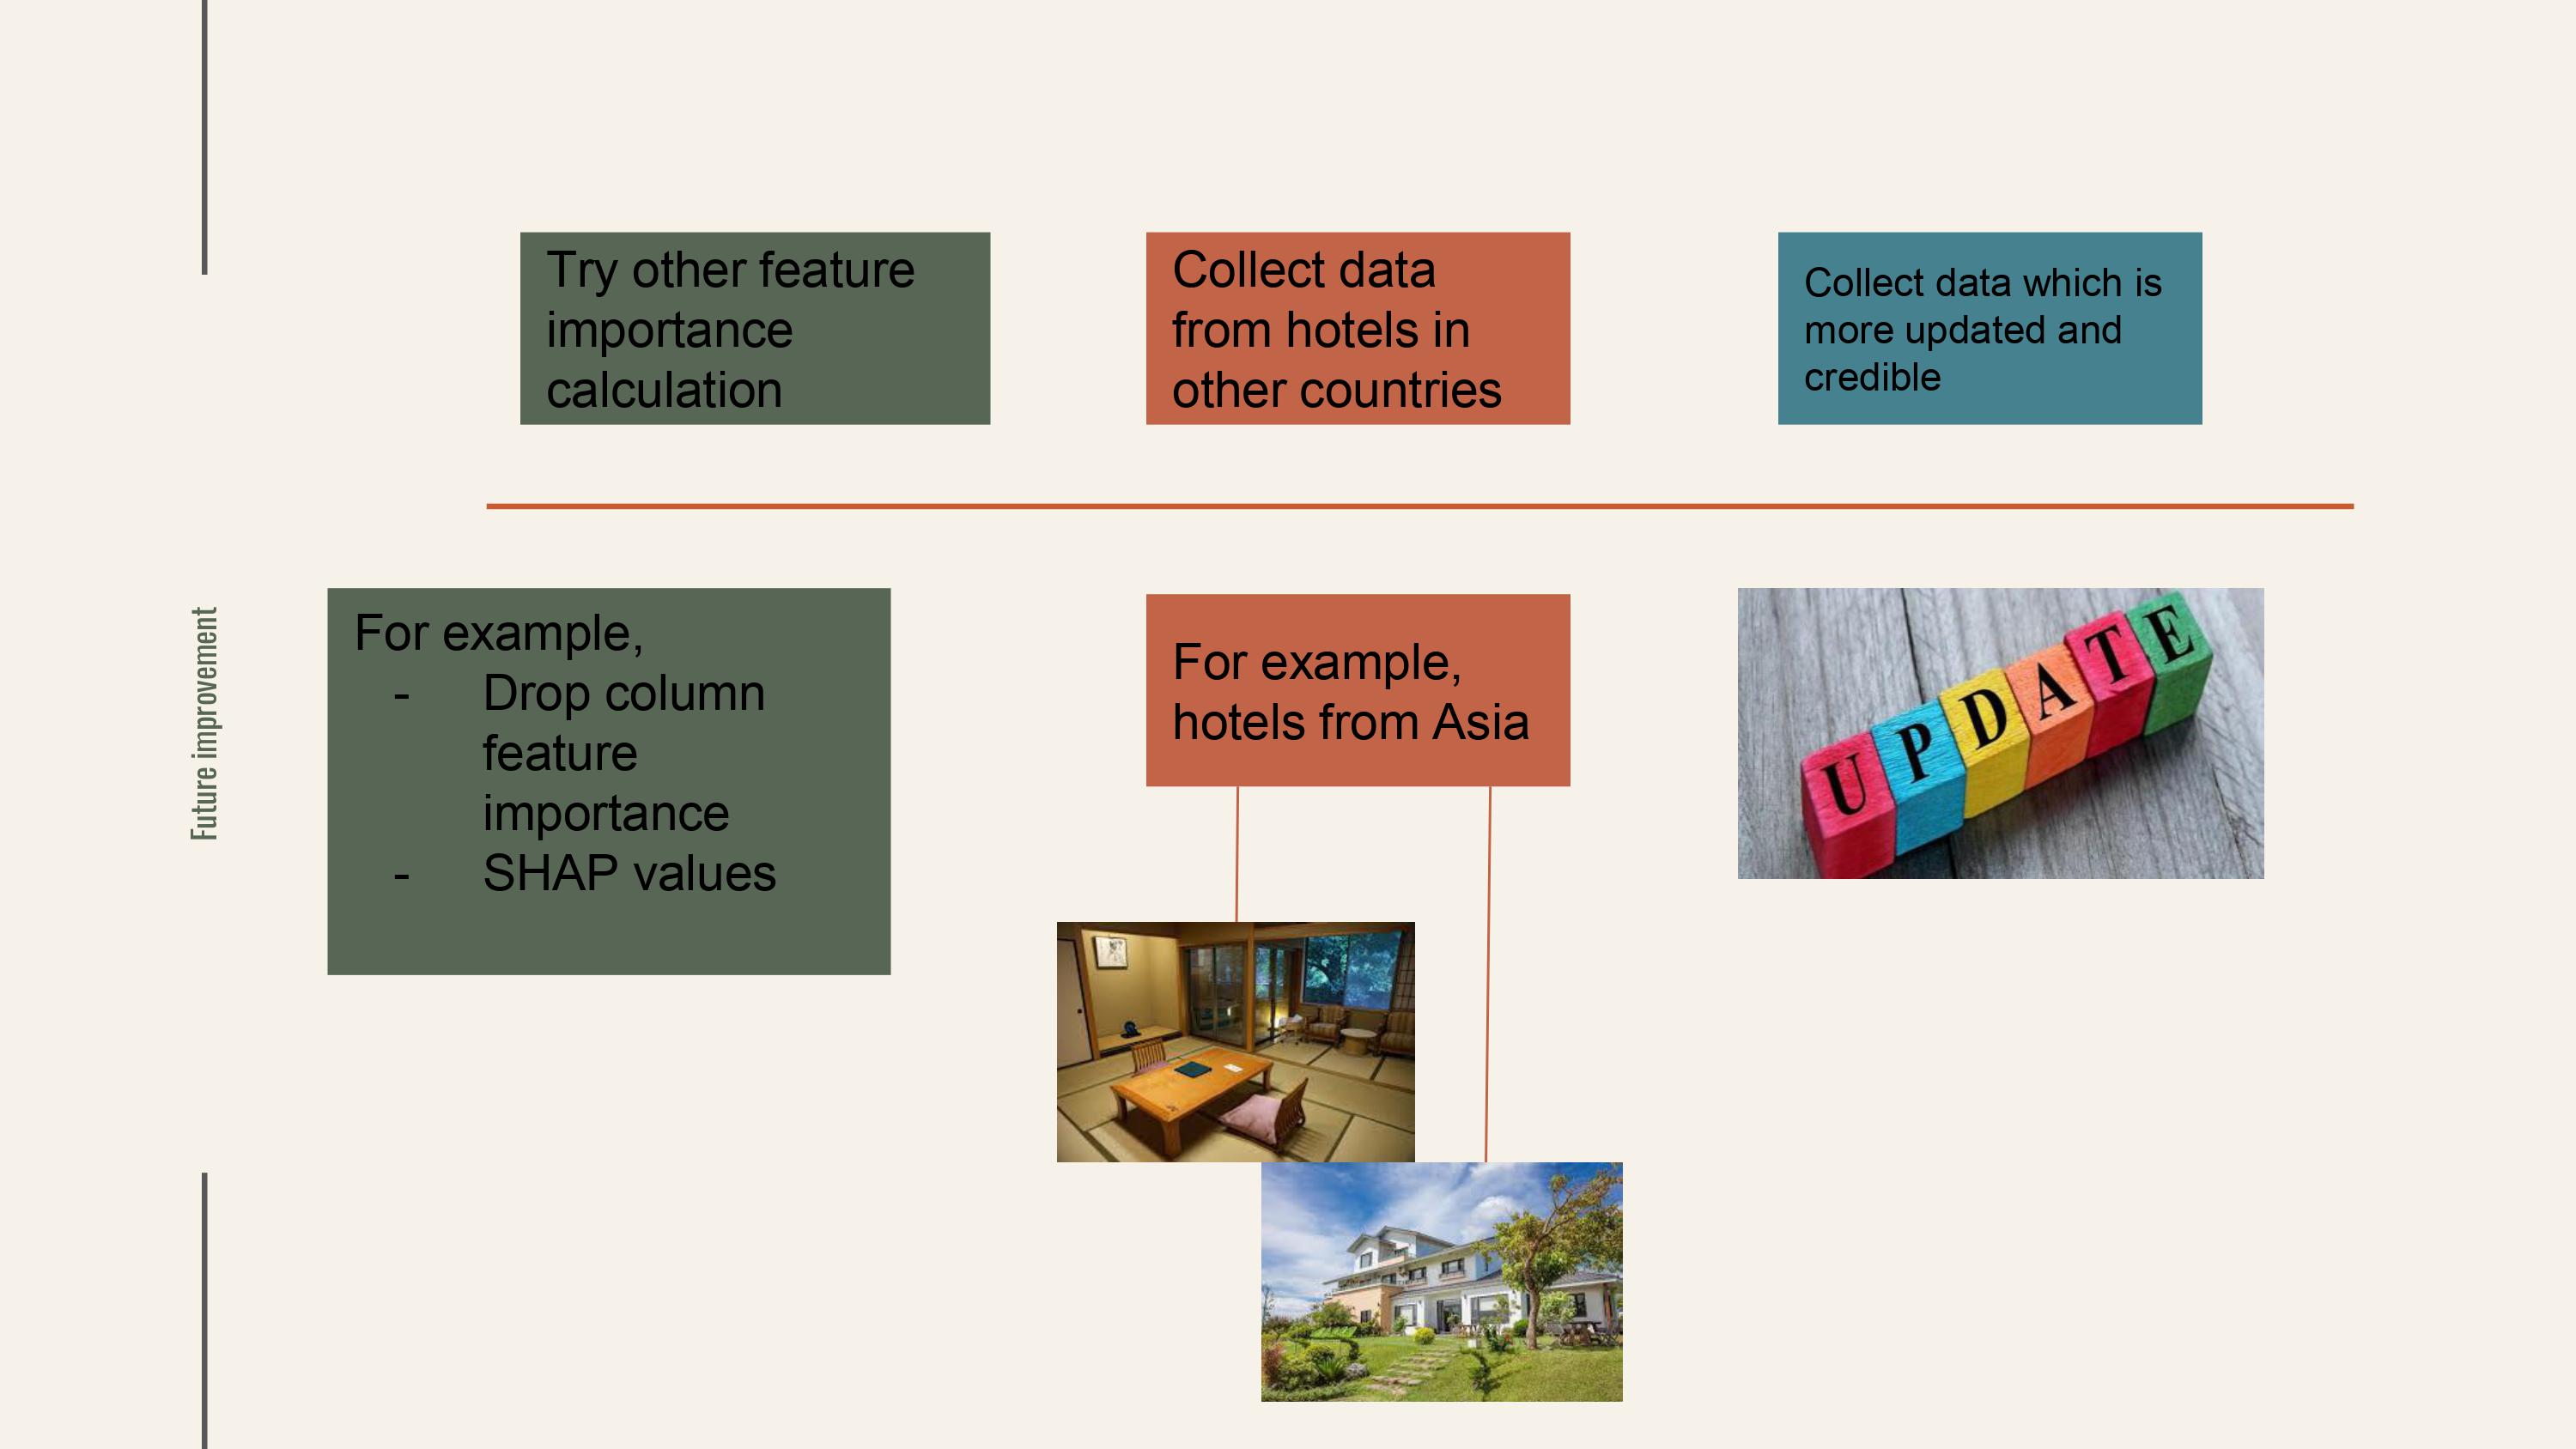 Try other feature
importance
calculation
Collect data
from hotels in
other countries
Collect data which is
more updated and
credible
Future improvement
For example,
- Drop column
feature
importance
- SHAP values
For example,
hotels from Asia
UPDATE